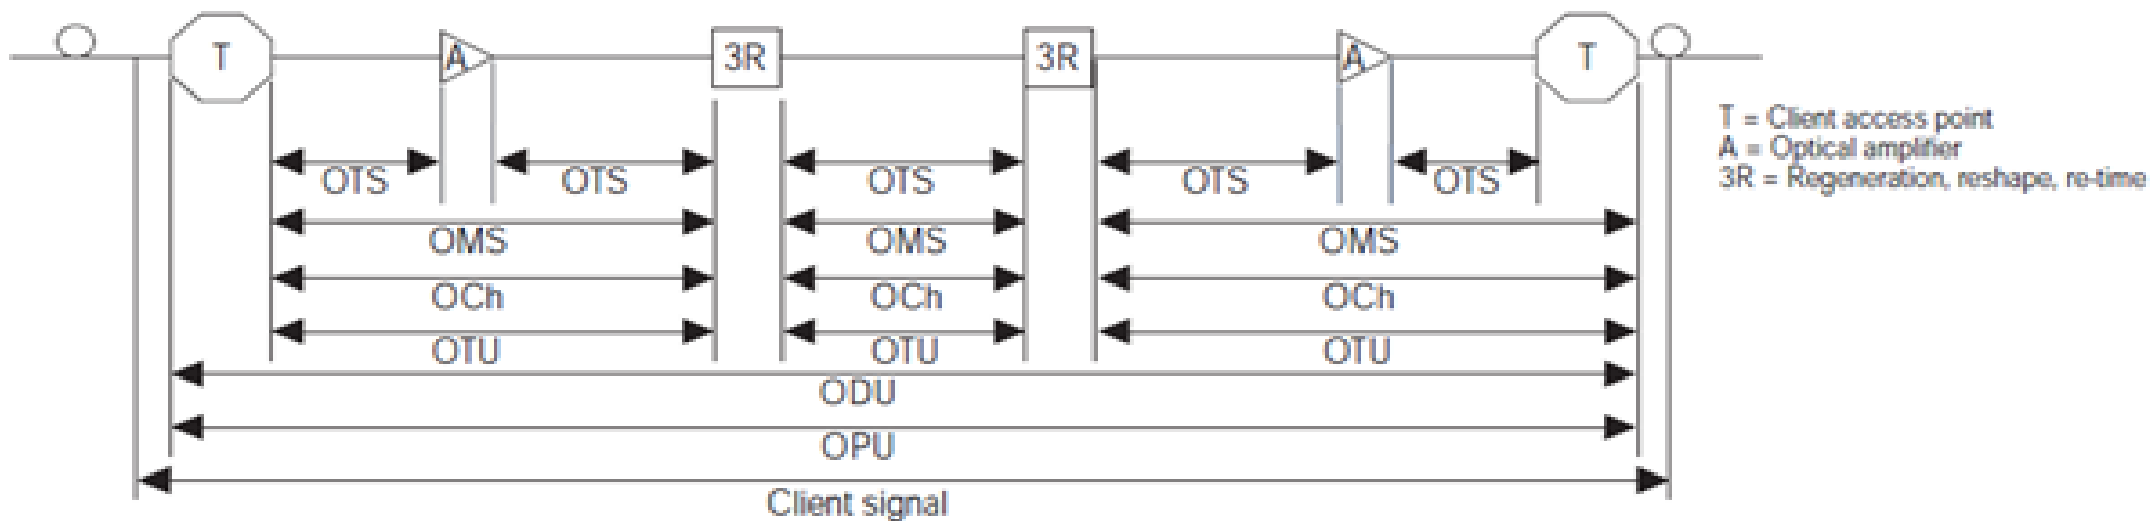 T A 3R 3R A T
T = Client access point
A = Optical amplifier
3R = Regeneration, reshape, re-time
OTS OTS OTS OTS OTS
OMS OMS OMS
OCh OCh OCh
OTU OTU OTU
ODU
OPU
Client signal